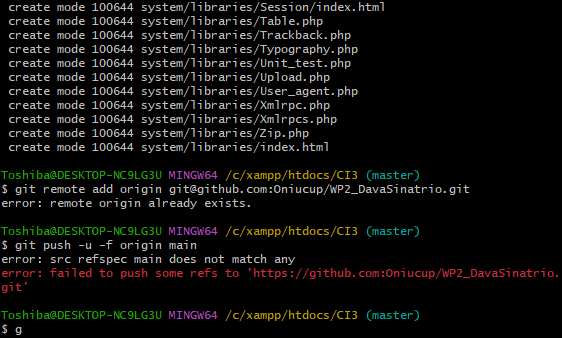 create mode 100644 system/libraries/Session/index.html
create mode 100644 system/libraries/Table.php
create mode 100644 system/libraries/Trackback.php
create mode 100644 system/libraries/Typography.php
create mode 100644 system/libraries/Unit_test.php
create mode 100644 system/libraries/Upload.php
create mode 100644 system/libraries/User_agent.php
create mode 100644 system/libraries/Xmlrpc.php
create mode 100644 system/libraries/Xmlrpcs.php
create mode 100644 system/libraries/Zip.php
create mode 100644 system/libraries/index.html
Toshiba@DESKTOP-NC9LG3U MINGW64 /c/xampp/htdocs/CI3 (master)
$ git remote add origin git@github.com:Oniucup/WP2_DavaSinatrio.git
error: remote origin already exists.
Toshiba@DESKTOP-NC9LG3U MINGW64 /c/xampp/htdocs/CI3 (master)
$ git push -u -f origin main
error: src refspec main does not match any
error: failed to push some refs to 'https://github.com:Oniucup/WP2_DavaSinatrio.
git'
Toshiba@DESKTOP-NC9LG3U MINGW64 /c/xampp/htdocs/CI3 (master)
$ g